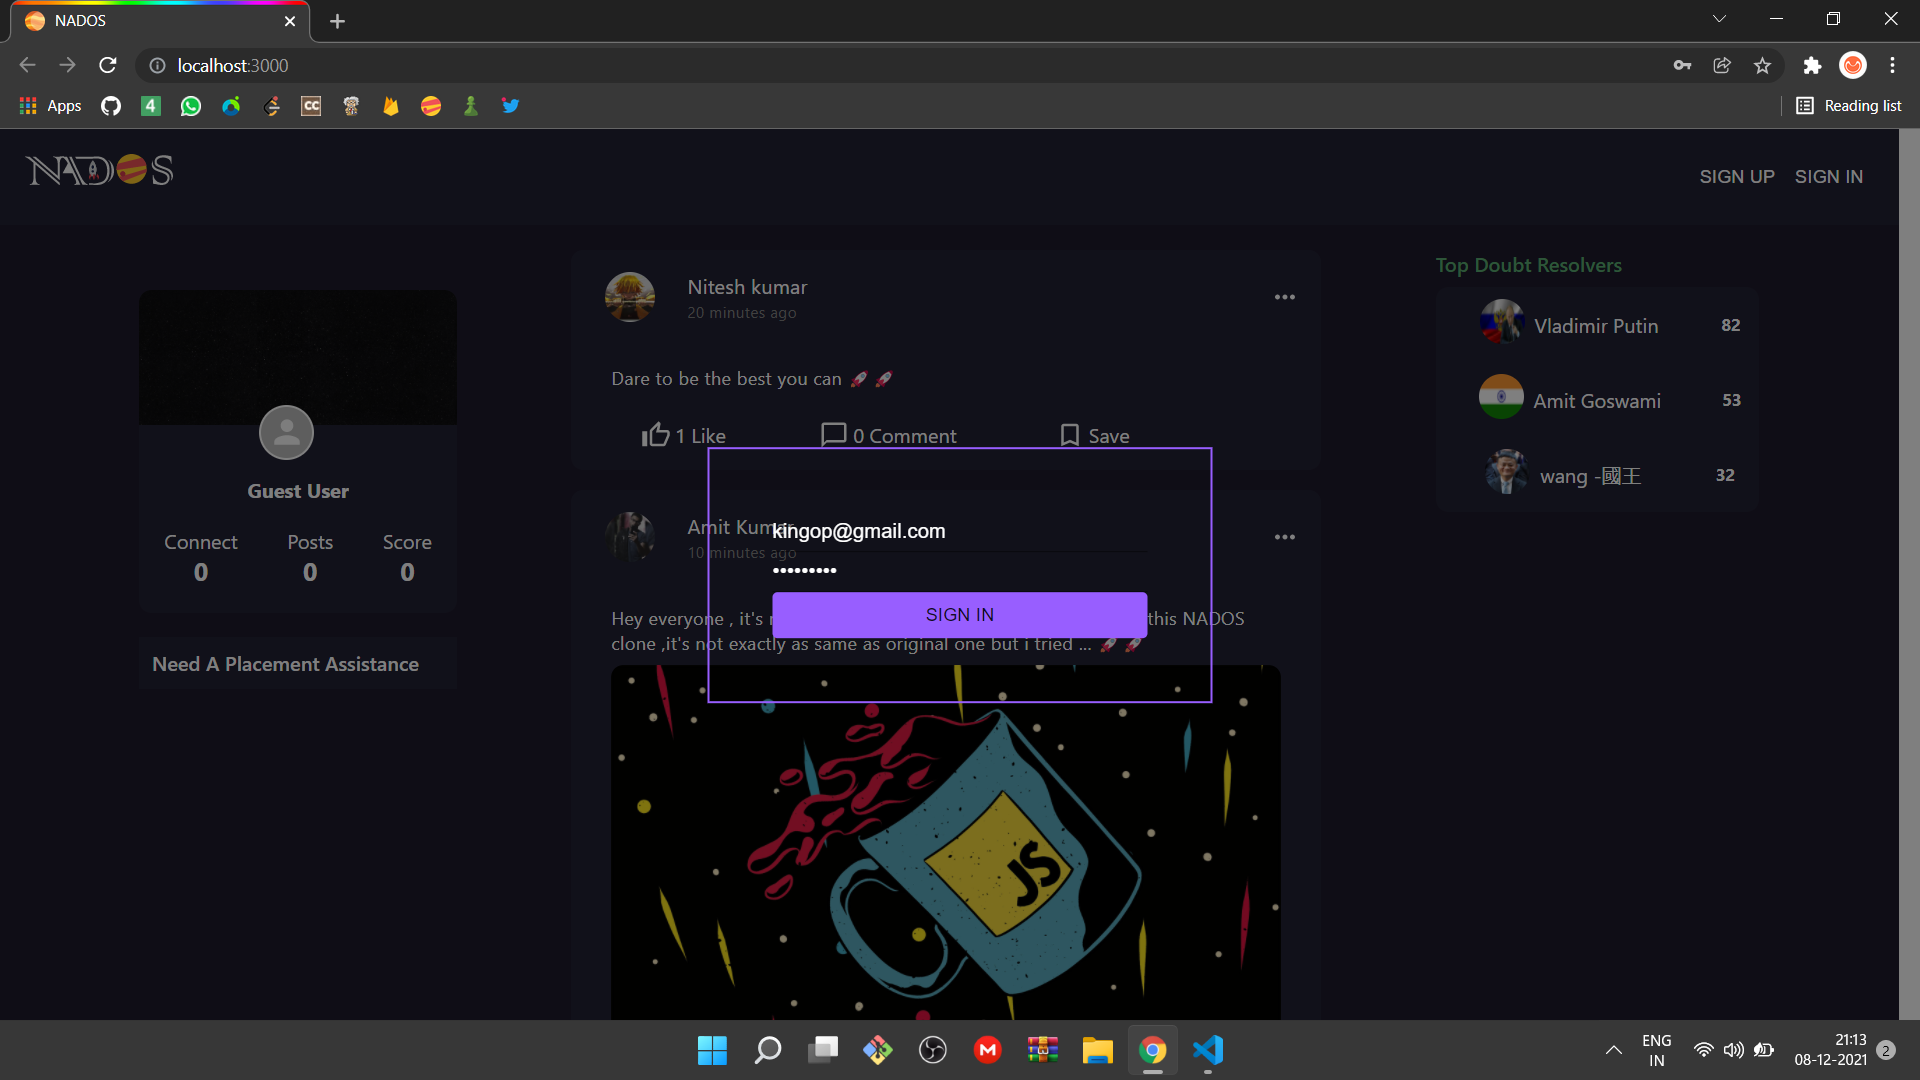 NADOS
localhost:3000
Apps
4
CC
Reading list
NADOS
SIGN UP
SIGN IN
Nitesh kumar
20 minutes ago
Dare to be the best you can
1 Like
0 Comment
Save
Guest User
Connect
Posts
Score
0
0
0
Need A Placement Assistance
Amit Kumar
10 minutes ago
kingop@gmail.com
•••••••••
SIGN IN
Hey everyone , it's this NADOS
clone ,it's not exactly as same as original one but i tried ...
JS
Top Doubt Resolvers
Vladimir Putin
82
Amit Goswami
53
wang -國王
32
M
ENG
IN
21:13
08-12-2021
2